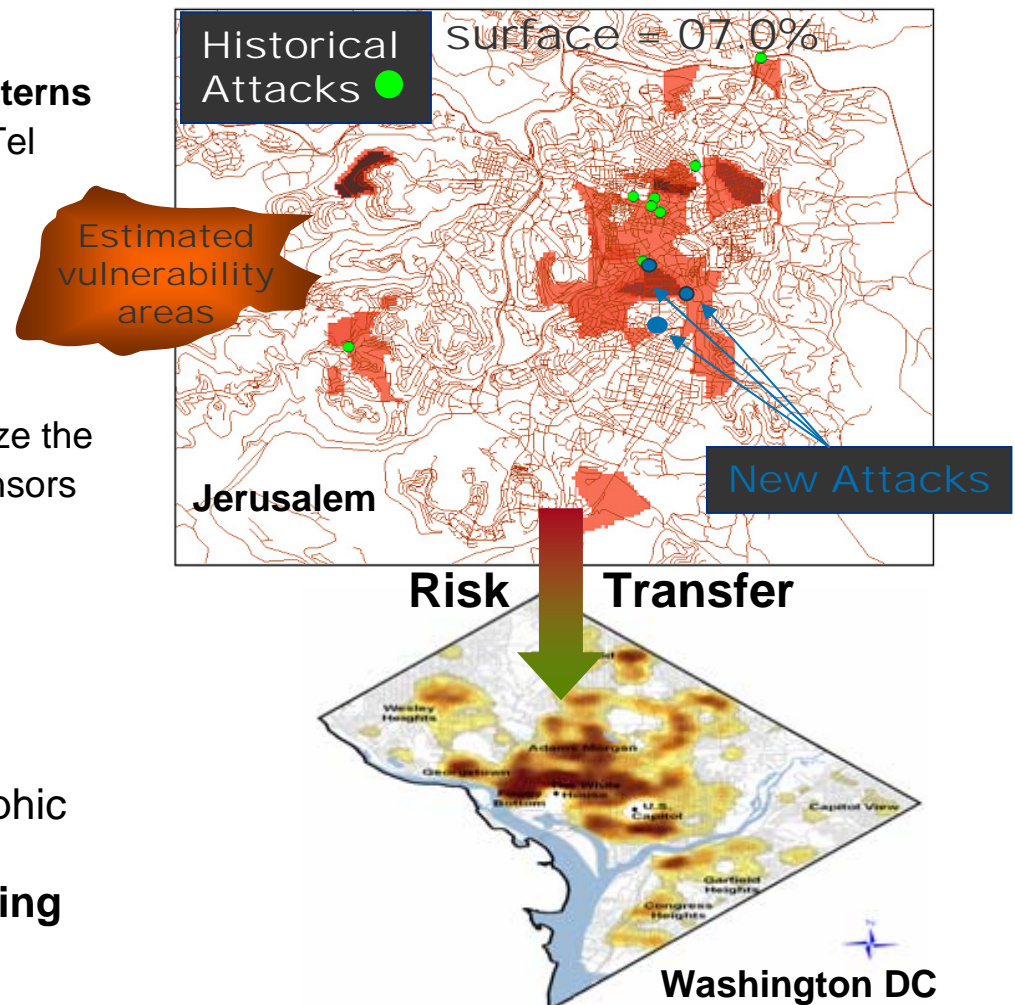 Historical
Attacks
surface = 07.0%
terns
Tel
Estimated
vulnerability
areas
ze the
nsors
Jerusalem
New Attacks
Risk Transfer
Wesley
Heights
Adams Morgan
Georgetown
Foggy
Bottom
The White
House
U.S.
Capitol
Capitol View
Garfield
Heights
Congress
Heights
phic
ing
Washington DC